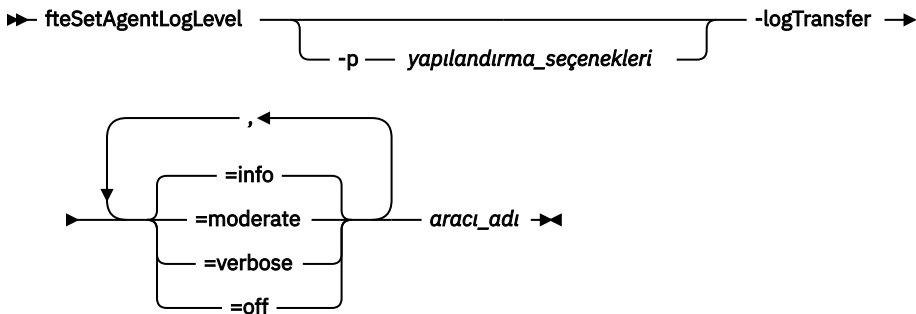 fteSetAgentLogLevel -logTransfer
-p yapılandırma_seçenekleri
,
=info
=moderate aracı_adı
=verbose
=off